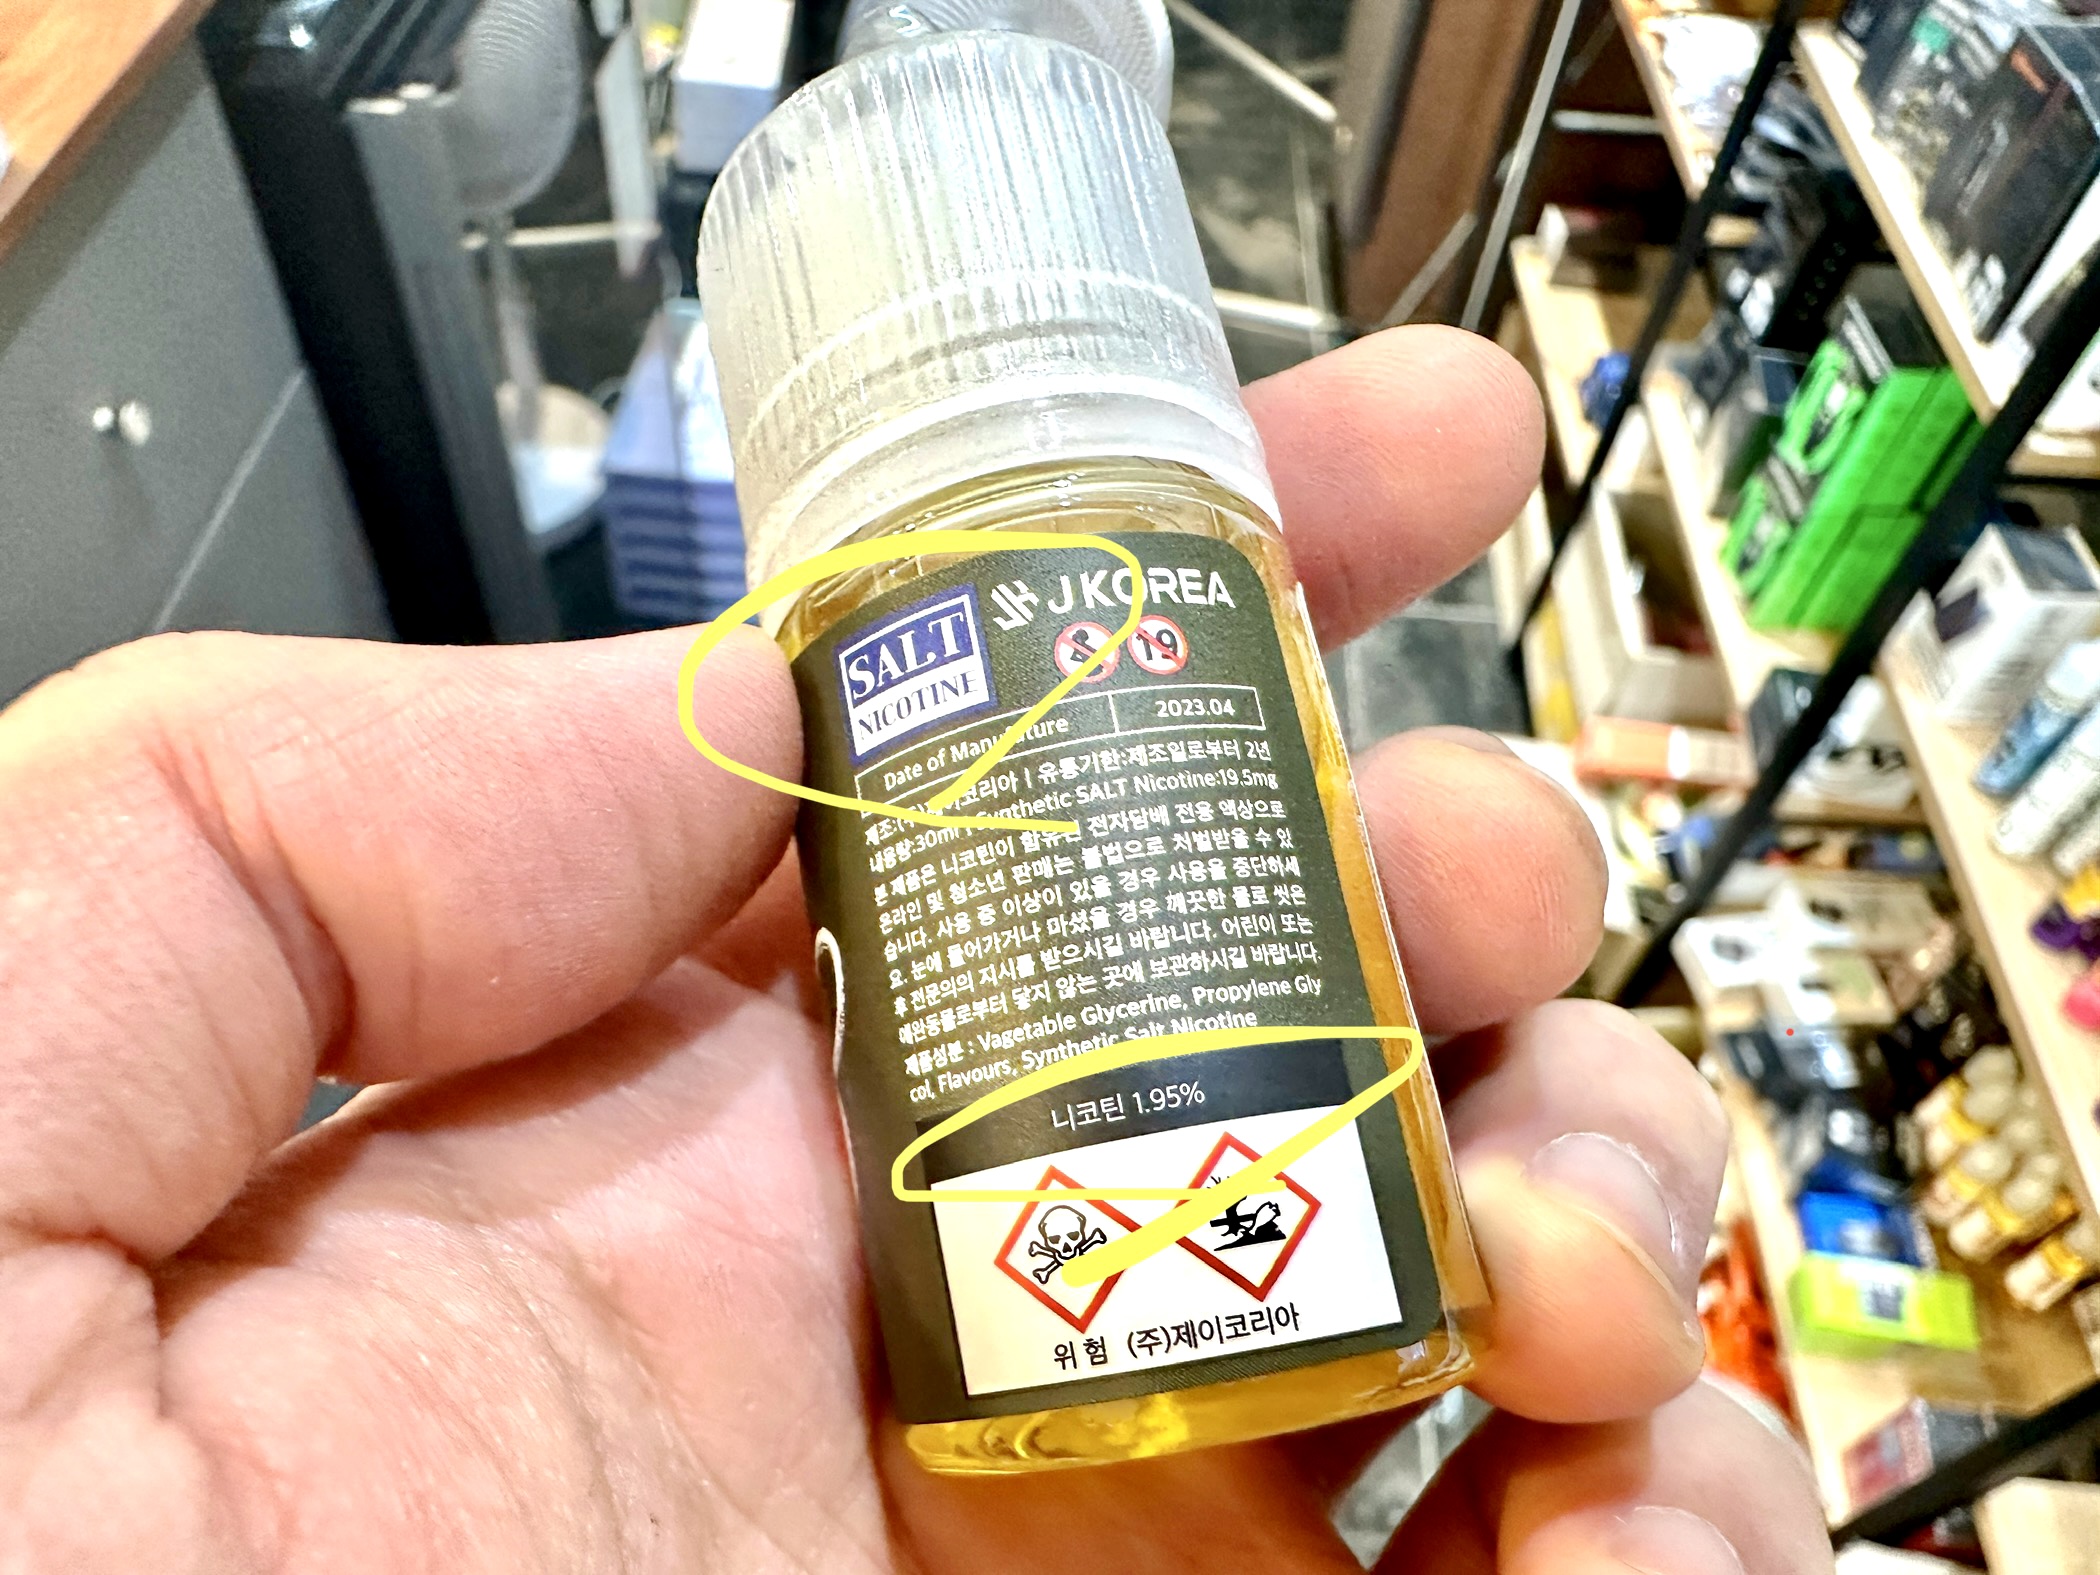 SALT
NICOTINE
J KOREA
19
Date of Manufacture 2023.04
제조:(주)제이코리아 | 유통기한:제조일로부터 2년
내용량:30ml | Synthetic SALT Nicotine:19.5mg
본 제품은 니코틴이 함유된 전자담배 전용 액상으로
온라인 및 청소년 판매는 불법으로 처벌받을 수 있
습니다. 사용 중 이상이 있을 경우 사용을 중단하세
요. 눈에 들어가거나 마셨을 경우 깨끗한 물로 씻은
후 전문의의 지시를 받으시길 바랍니다. 어린이 또는
애완동물로부터 닿지 않는 곳에 보관하시길 바랍니다.
제품성분 : Vagetable Glycerine, Propylene Gly
col, Flavours, Synthetic Salt Nicotine
니코틴 1.95%
위험 (주)제이코리아